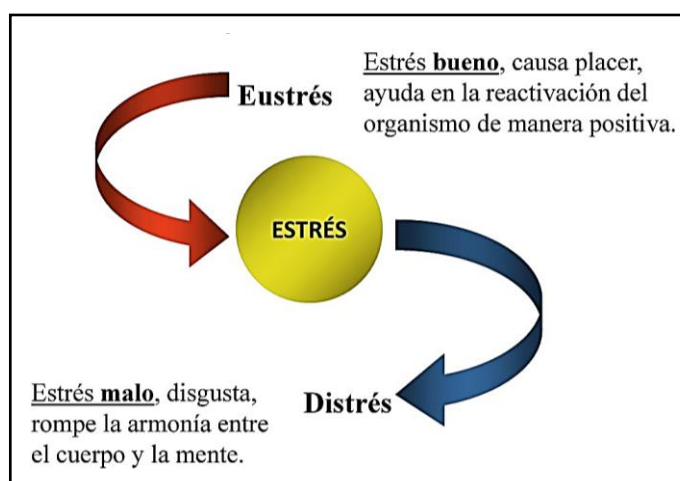 Eustrés
Estrés bueno, causa placer,
ayuda en la reactivación del
organismo de manera positiva.
ESTRÉS
Estrés malo, disgusta,
rompe la armonía entre
el cuerpo y la mente.
Distrés